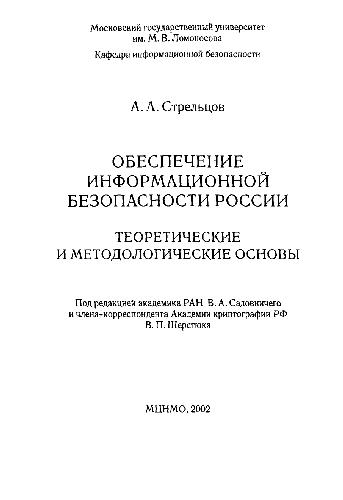 Московский государственный университет
им. М. В. Ломоносова
Кафедра информационной безопасности
А. А. Стрельцов
ОБЕСПЕЧЕНИЕ
ИНФОРМАЦИОННОЙ
БЕЗОПАСНОСТИ РОССИИ
ТЕОРЕТИЧЕСКИЕ
И МЕТОДОЛОГИЧЕСКИЕ ОСНОВЫ
Под редакцией академика РАН В. А. Садовничего
и члена-корреспондента Академии криптографии РФ
В. П. Шерстюка
МЦНМО, 2002